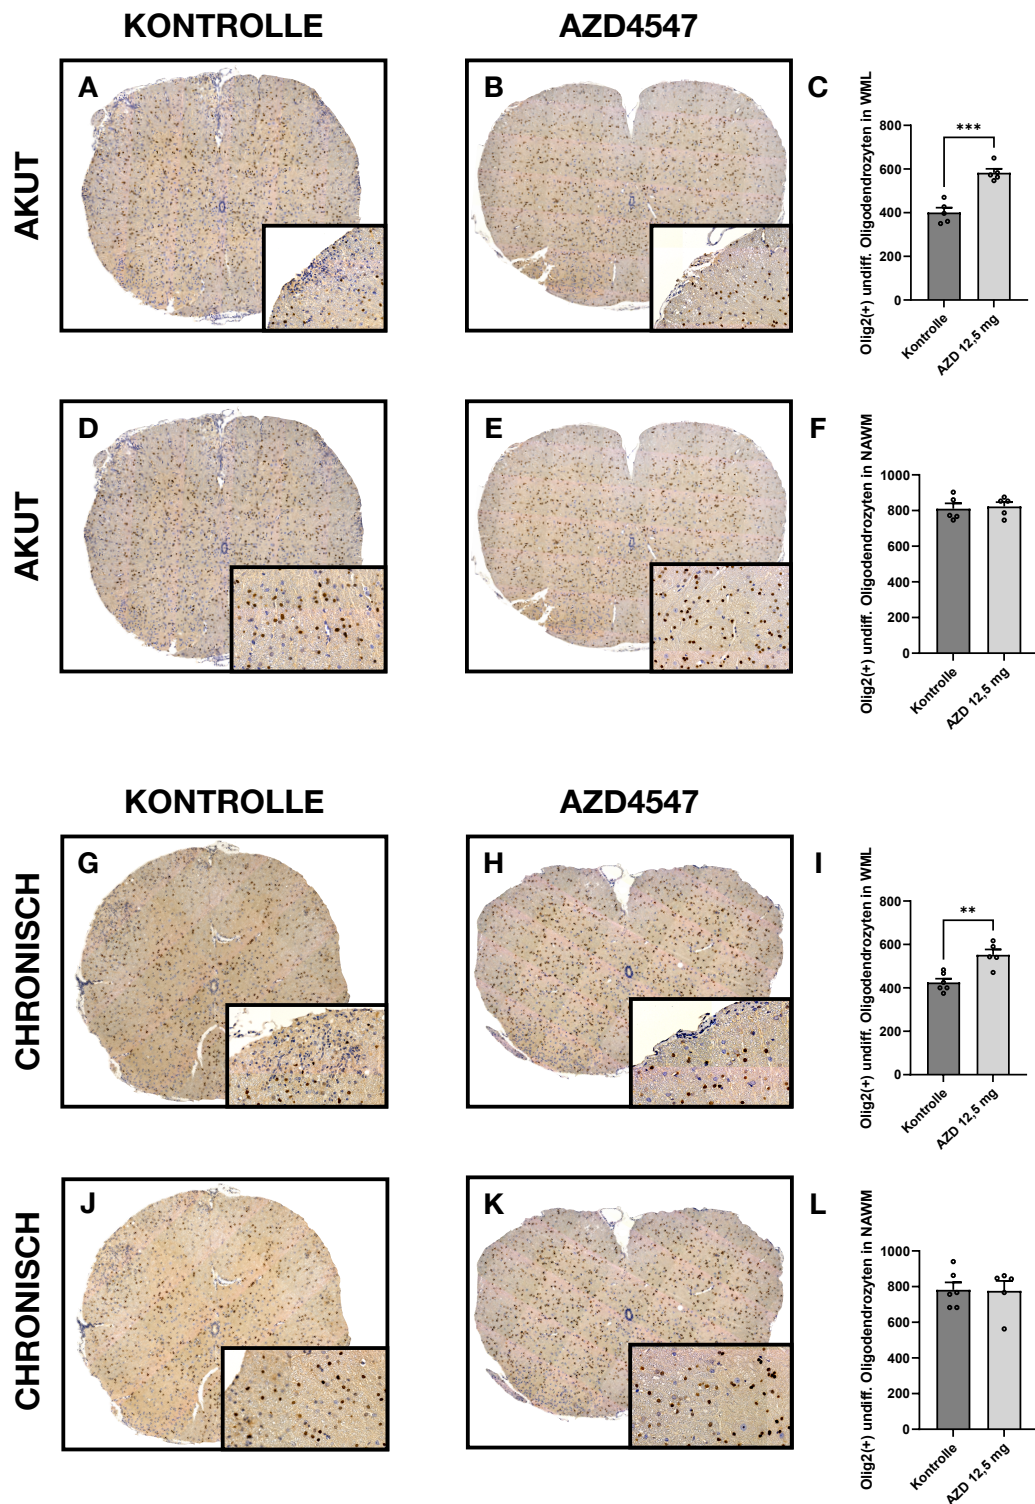 KONTROLLE AZD4547
AKUT
A
B
C
Olig2(+) undiff. Oligodendrozyten in WML
800
600
400
200
0
***
Kontrolle
AZD 12,5 mg
AKUT
D
E
F
Olig2(+) undiff. Oligodendrozyten in NAWM
1000
800
600
400
200
0
Kontrolle
AZD 12,5 mg
KONTROLLE AZD4547
CHRONISCH
G
H
I
Olig2(+) undiff. Oligodendrozyten in WML
800
600
400
200
0
**
Kontrolle
AZD 12,5 mg
CHRONISCH
J
K
L
Olig2(+) undiff. Oligodendrozyten in NAWM
1000
800
600
400
200
0
Kontrolle
AZD 12,5 mg